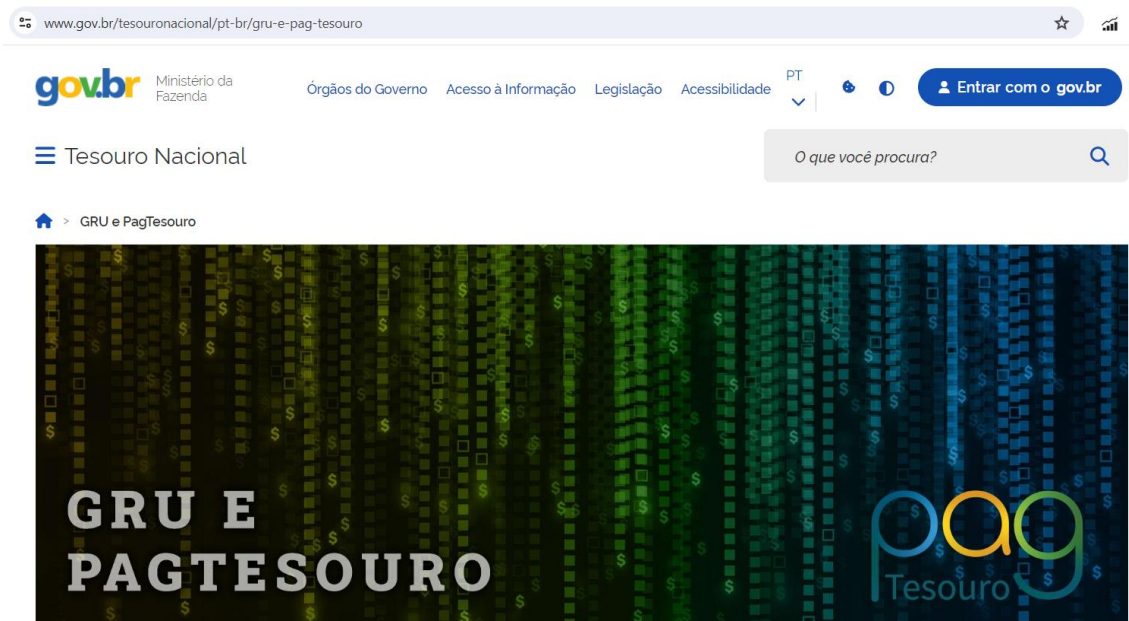 www.gov.br/tesouronacional/pt-br/gru-e-pag-tesouro
gov.br
Ministério da
Fazenda
Órgãos do Governo Acesso à Informação Legislação Acessibilidade PT
Entrar com o gov.br
Tesouro Nacional
O que você procura?
> GRU e PagTesouro
GRU E
PAGTESOURO
pag
Tesouro